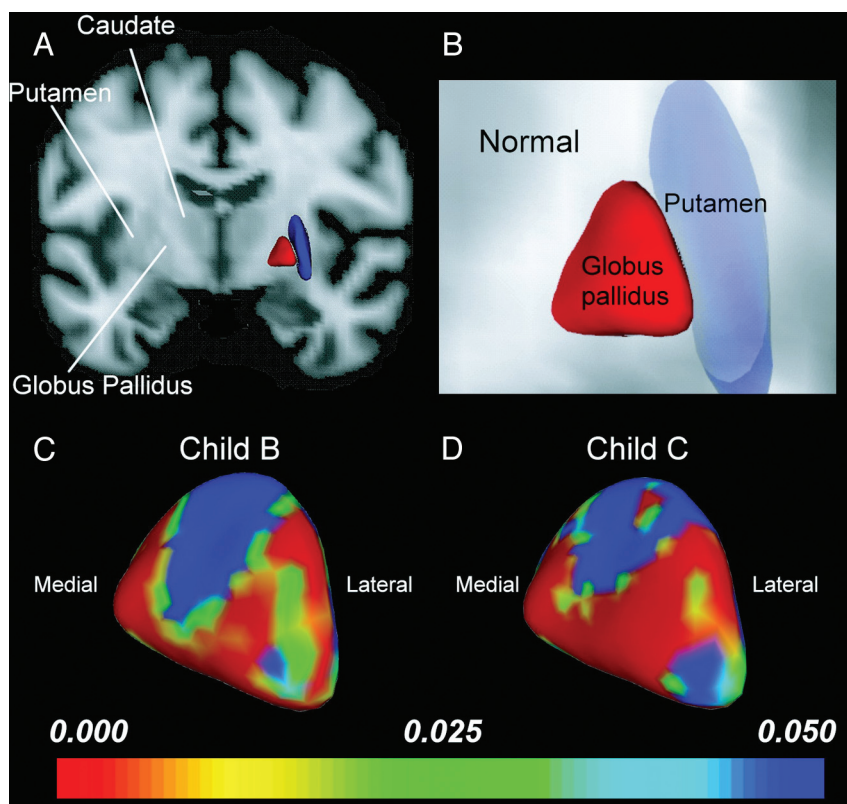 A
Caudate
Putamen
Globus Pallidus
B
Normal
Putamen
Globus
pallidus
C
Child B
Medial
Lateral
D
Child C
Medial
Lateral
0.000
0.025
0.050